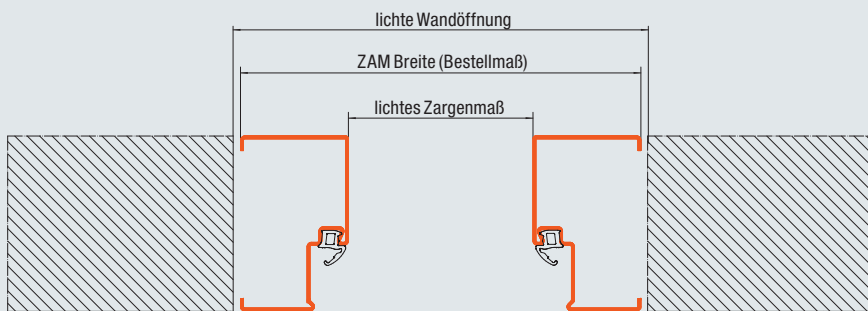 lichte Wandöffnung
ZAM Breite (Bestellmaß)
lichtes Zargenmaß